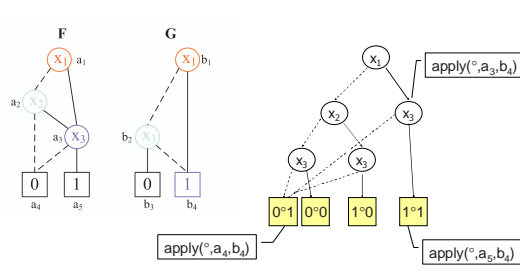 F
G
x₁ a₁
x₁ b₁
a₂ x₂
a₃ x₃
b₂ x₃
0 1
0 1
a₄ a₅
b₃ b₄
x₁
apply(°,a₃,b₄)
x₂
x₃
x₃
x₃
0°1 0°0 1°0 1°1
apply(°,a₄,b₄)
apply(°,a₅,b₄)